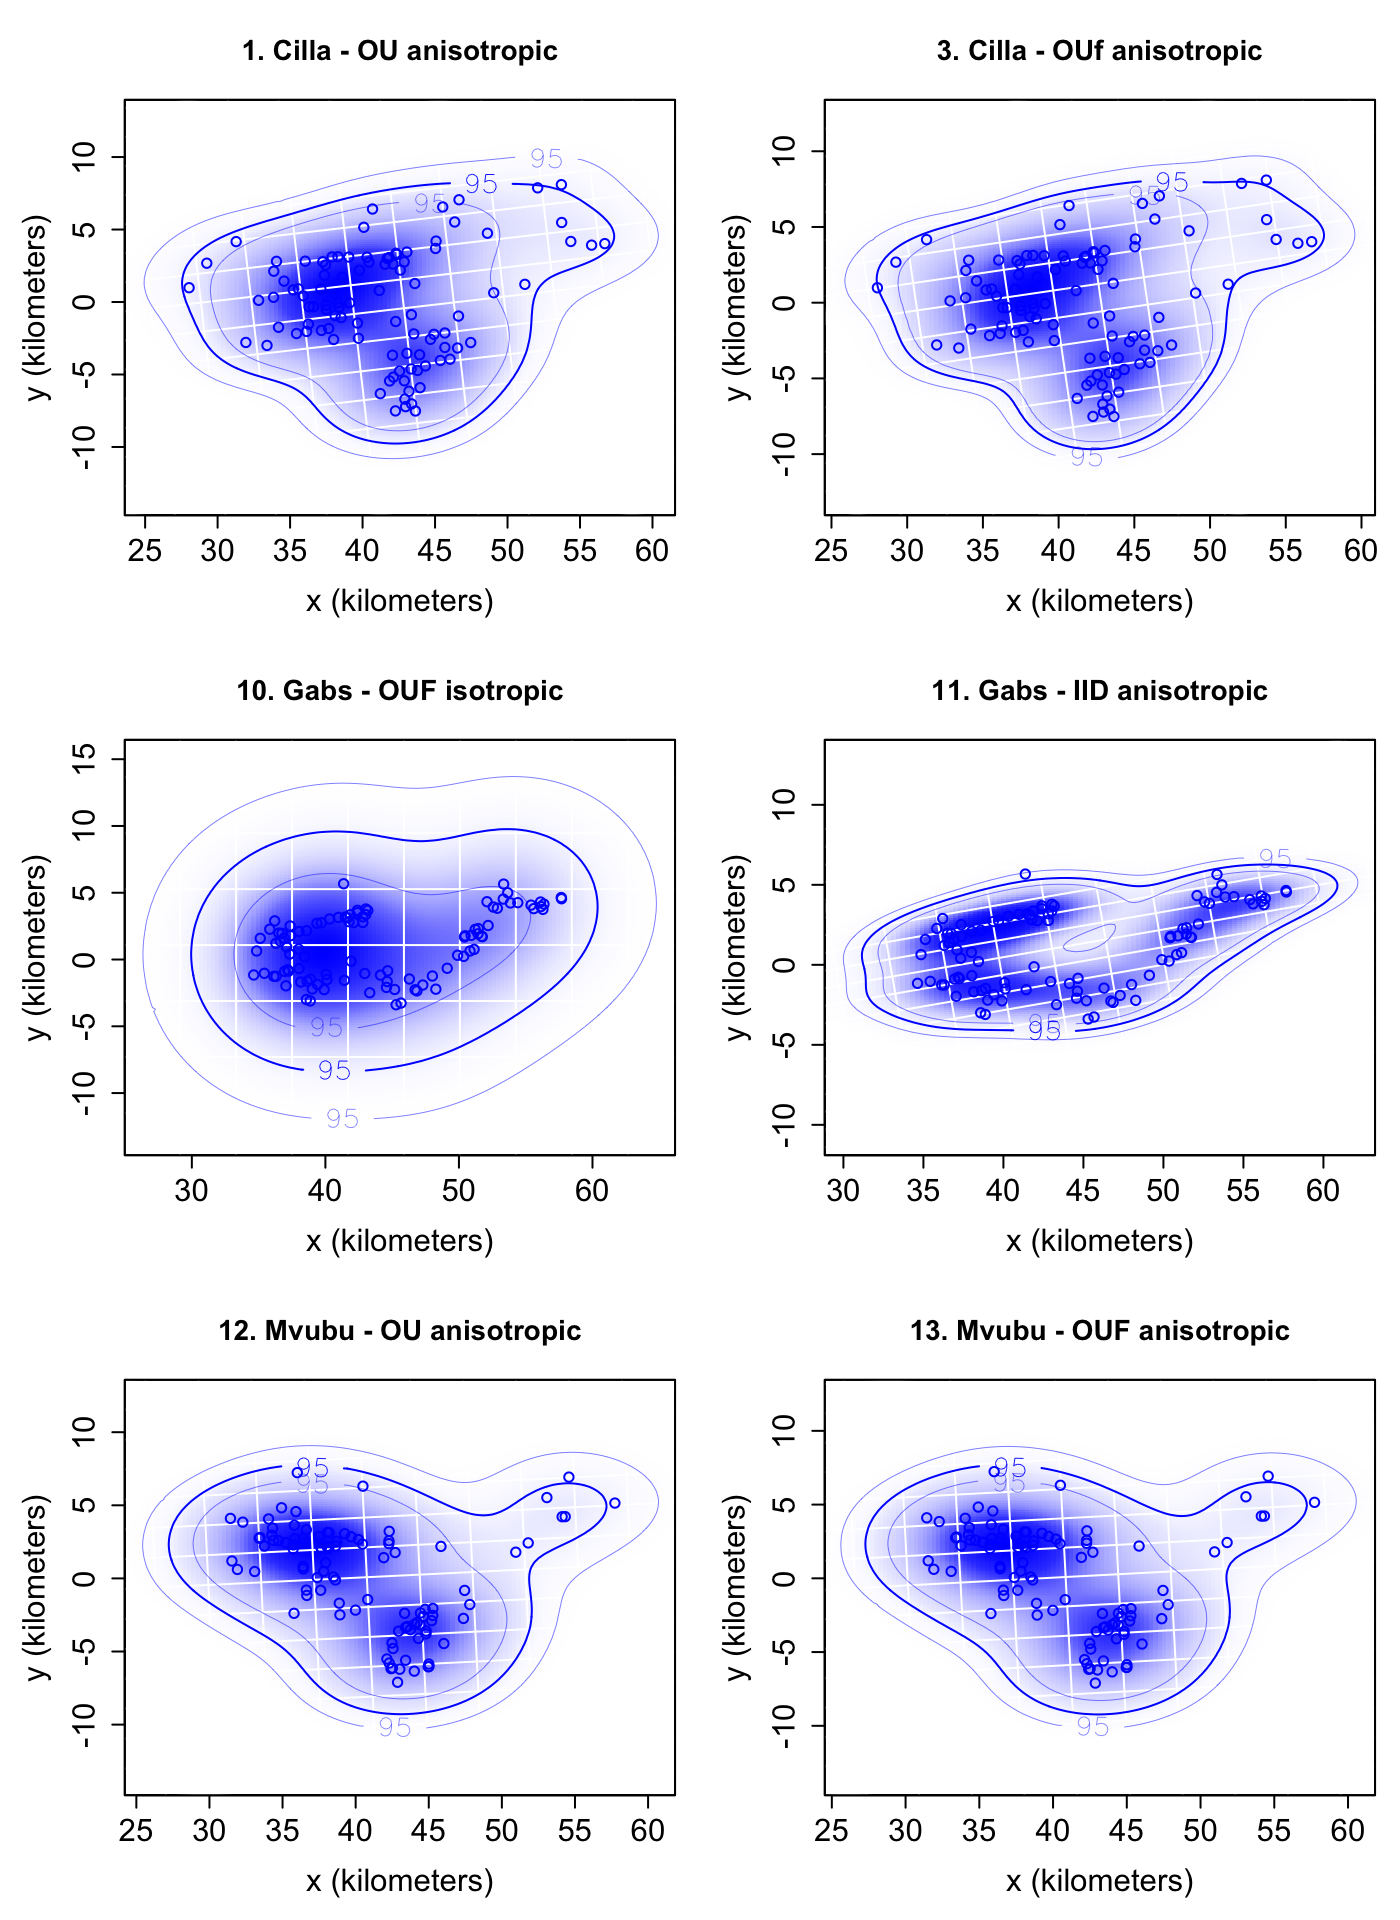 1. Cilla - OU anisotropic
10
5
0
-5
-10
y (kilometers)
95
95
95
25 30 35 40 45 50 55 60
x (kilometers)
3. Cilla - OUf anisotropic
10
5
0
-5
-10
y (kilometers)
95
95
95
25 30 35 40 45 50 55 60
x (kilometers)
10. Gabs - OUF isotropic
15
10
5
0
-5
-10
y (kilometers)
95
95
95
30 40 50 60
x (kilometers)
11. Gabs - IID anisotropic
10
5
0
-5
-10
y (kilometers)
95
95
95
30 35 40 45 50 55 60
x (kilometers)
12. Mvubu - OU anisotropic
10
5
0
-5
-10
y (kilometers)
95
95
95
25 30 35 40 45 50 55 60
x (kilometers)
13. Mvubu - OUF anisotropic
10
5
0
-5
-10
y (kilometers)
95
95
95
25 30 35 40 45 50 55 60
x (kilometers)